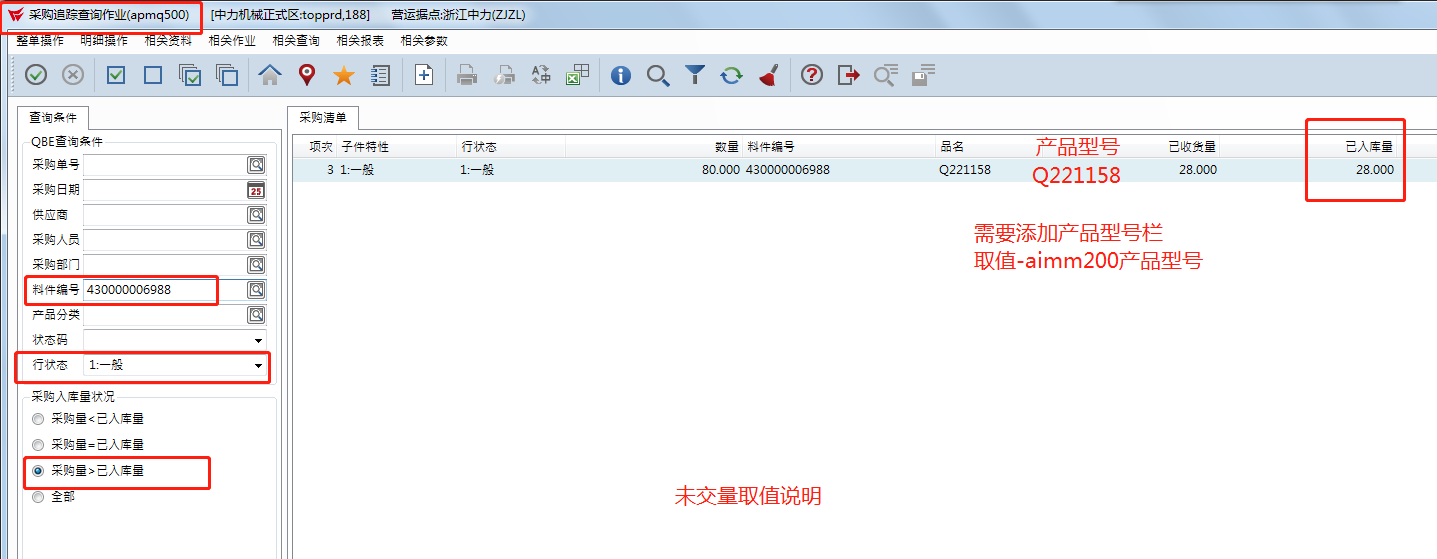 采购追踪查询作业(apmq500) [中力机械正式区:topprd,188] 营运据点:浙江中力(ZJZL)
整单操作 明细操作 相关资料 相关作业 相关查询 相关报表 相关参数
查询条件
QBE查询条件
采购单号
采购日期 25
供应商
采购人员
采购部门
料件编号 430000006988
产品分类
状态码
行状态 1:一般
采购入库量状况
采购量<已入库量
采购量=已入库量
采购量>已入库量
全部
采购清单
项次 子件特性 行状态 数量 料件编号 品名 产品型号 已收货量 已入库量
3 1:一般 1:一般 80.000 430000006988 Q221158 Q221158 28.000 28.000
需要添加产品型号栏
取值-aimm200产品型号
未交量取值说明